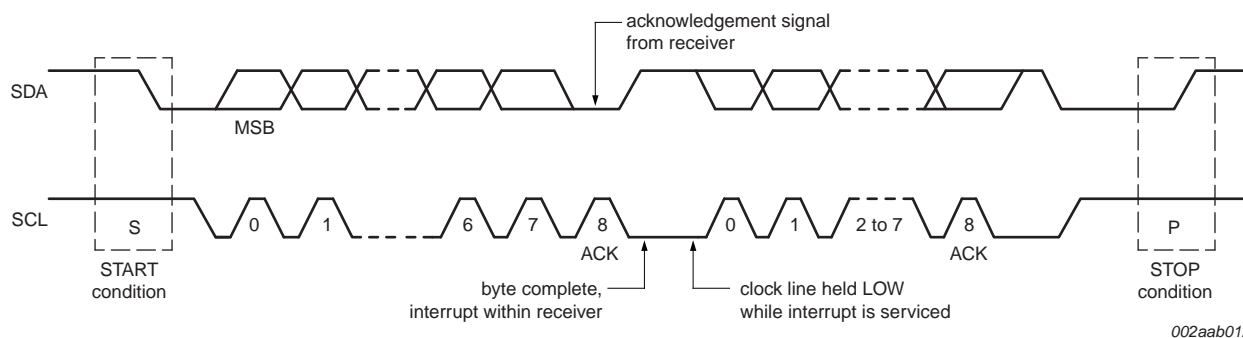 acknowledgement signal
from receiver
SDA
MSB
SCL
S
0
1
6
7
8
0
1
2 to 7
8
P
ACK
ACK
START
condition
byte complete,
interrupt within receiver
clock line held LOW
while interrupt is serviced
STOP
condition